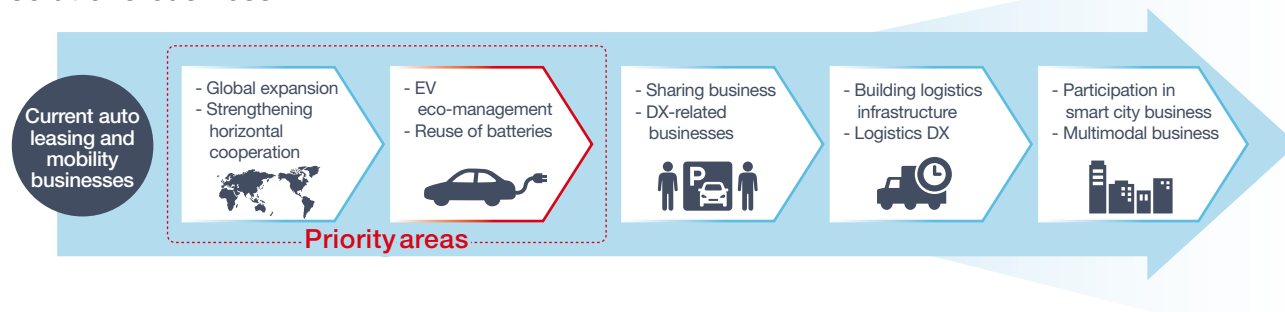 Current auto
leasing and
mobility
businesses
- Global expansion
- Strengthening
horizontal
cooperation
- EV
eco-management
- Reuse of batteries
Priority areas
- Sharing business
- DX-related
businesses
P
- Building logistics
infrastructure
- Logistics DX
- Participation in
smart city business
- Multimodal business